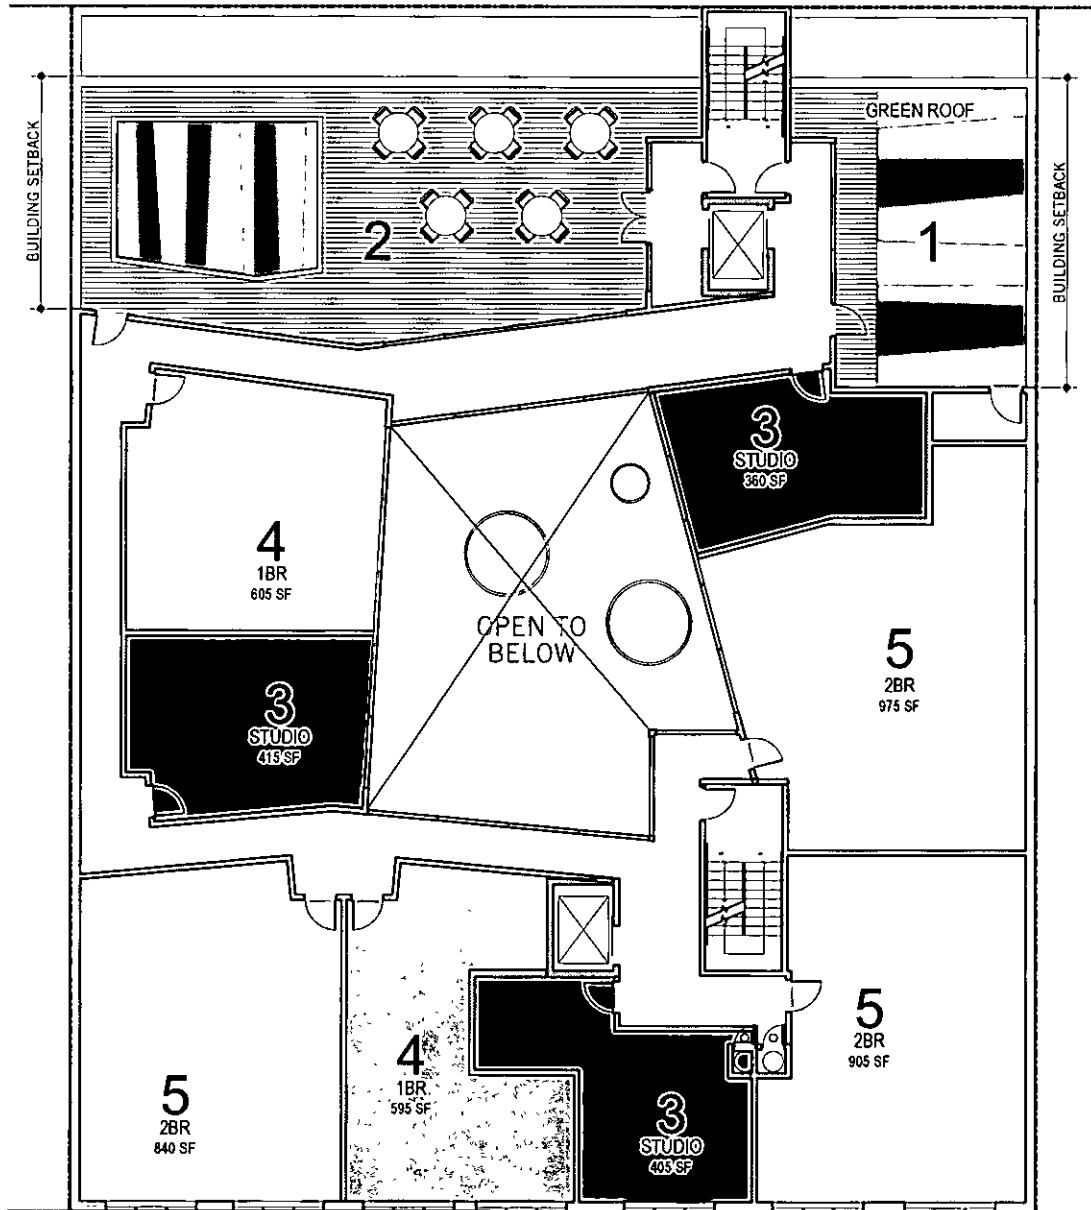 GREEN ROOF
BUILDING SETBACK
2
1
BUILDING SETBACK
3
STUDIO
360 SF
4
1BR
605 SF
OPEN TO
BELOW
5
2BR
975 SF
3
STUDIO
415 SF
5
2BR
905 SF
4
1BR
595 SF
5
2BR
840 SF
3
STUDIO
405 SF